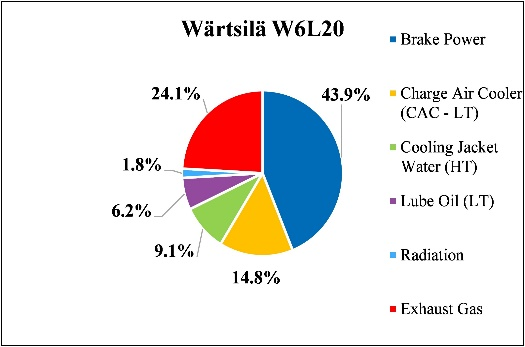 Wärtsilä W6L20
24.1%
43.9%
1.8%
6.2%
9.1%
14.8%
Brake Power
Charge Air Cooler
(CAC - LT)
Cooling Jacket
Water (HT)
Lube Oil (LT)
Radiation
Exhaust Gas